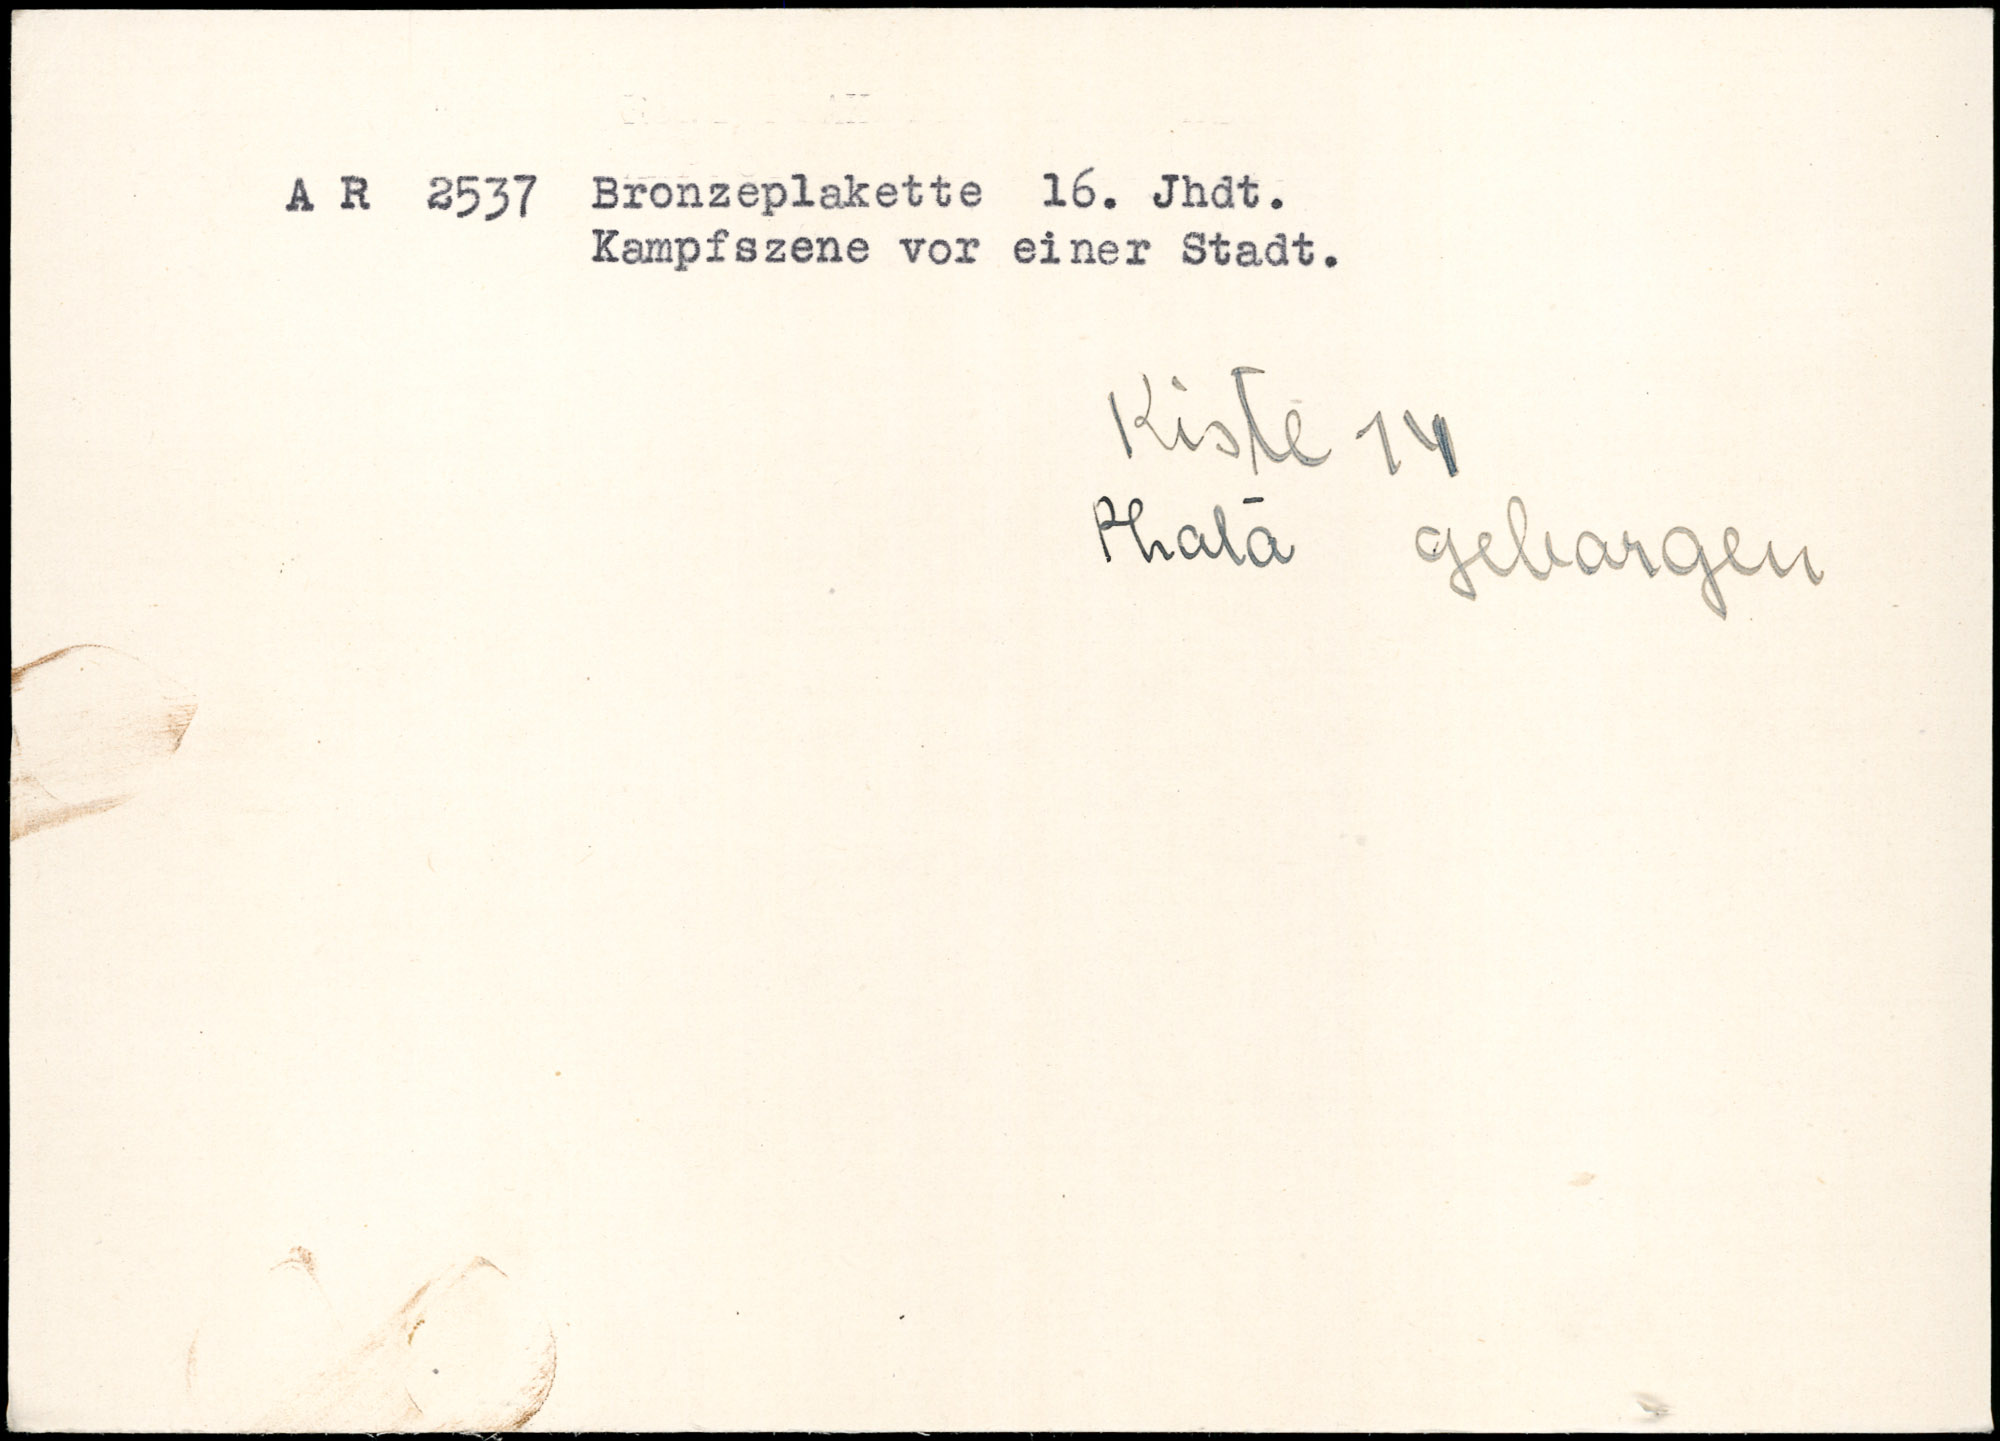 A R 2537 Bronzeplakette 16. Jhdt.
Kampfszene vor einer Stadt.
Kiste 14
geborgen